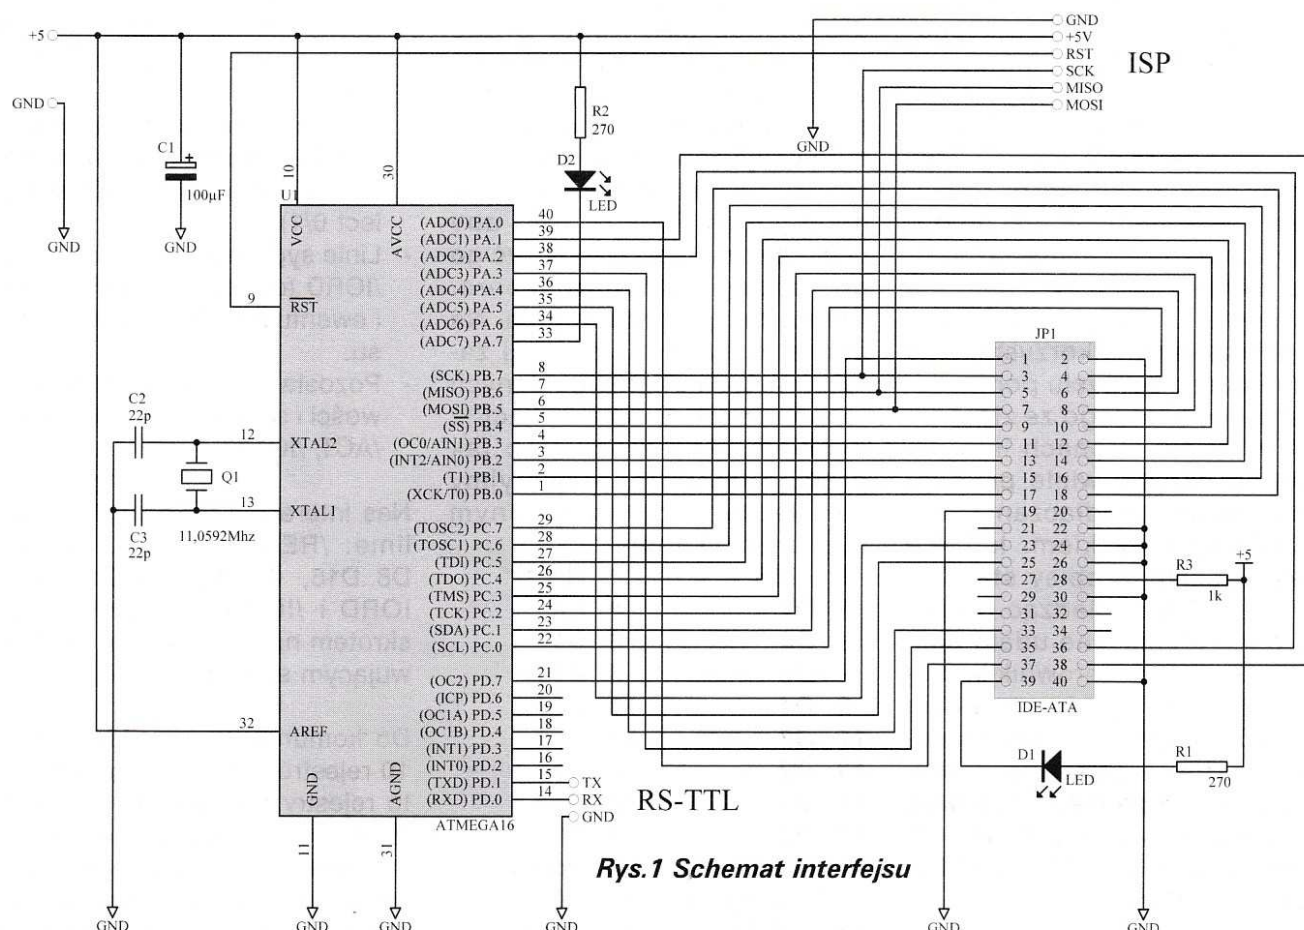 GND
+5
+5V
RST
SCK
MISO
MOSI
ISP
GND
GND
GND
GND
C1
+
100µF
R2
270
D2
LED
U1
10
VCC
30
AVCC
9
RST
12
XTAL2
13
XTAL1
32
AREF
11
GND
31
AGND
ATMEGA16
C2
22p
C3
22p
Q1
11,0592Mhz
(ADC0) PA.0 40
(ADC1) PA.1 39
(ADC2) PA.2 38
(ADC3) PA.3 37
(ADC4) PA.4 36
(ADC5) PA.5 35
(ADC6) PA.6 34
(ADC7) PA.7 33
(SCK) PB.7 8
(MISO) PB.6 7
(MOSI) PB.5 6
(SS) PB.4 5
(OC0/AIN1) PB.3 4
(INT2/AIN0) PB.2 3
(T1) PB.1 2
(XCK/T0) PB.0 1
(TOSC2) PC.7 29
(TOSC1) PC.6 28
(TDI) PC.5 27
(TDO) PC.4 26
(TMS) PC.3 25
(TCK) PC.2 24
(SDA) PC.1 23
(SCL) PC.0 22
(OC2) PD.7 21
(ICP) PD.6 20
(OC1A) PD.5 19
(OC1B) PD.4 18
(INT1) PD.3 17
(INT0) PD.2 16
(TXD) PD.1 15
(RXD) PD.0 14
TX
RX
GND
RS-TTL
JP1
1 2
3 4
5 6
7 8
9 10
11 12
13 14
15 16
17 18
19 20
21 22
23 24
25 26
27 28
29 30
31 32
33 34
35 36
37 38
39 40
IDE-ATA
R3
1k
+5
D1
LED
R1
270
Rys.1 Schemat interfejsu
GND
GND
GND
GND
GND
GND